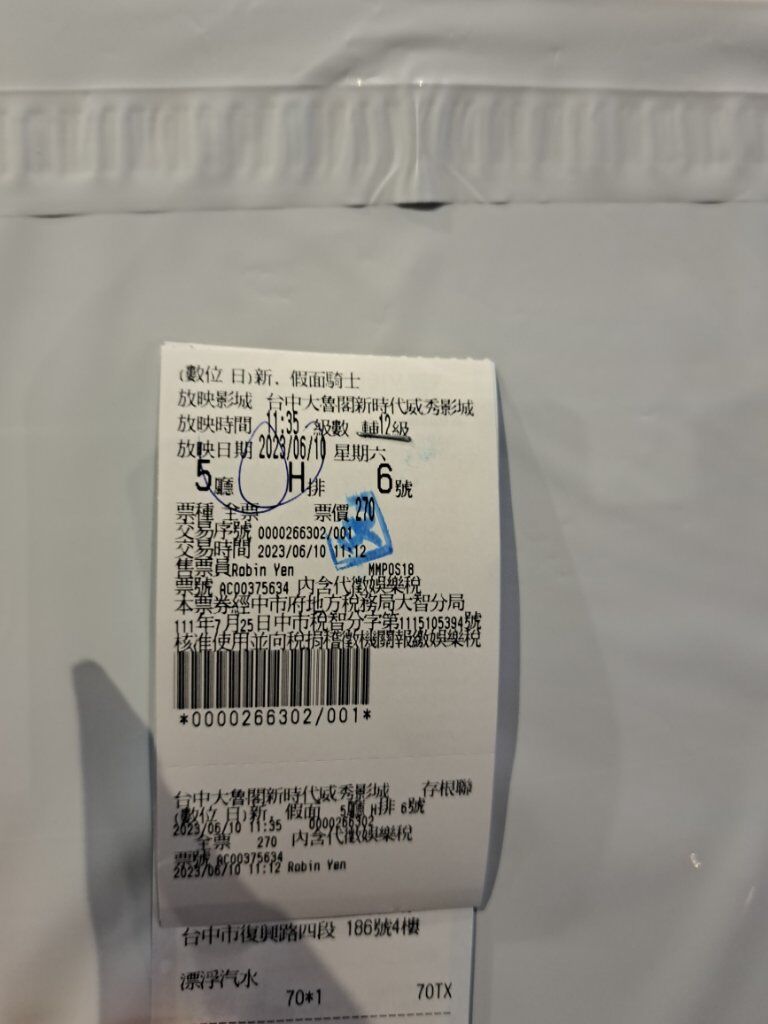 (數位 日)新．假面騎士
放映影城 台中大魯閣新時代威秀影城
放映時間 11:35 級數 輔12級
放映日期 2023/06/10 星期六
5廳 H排 6號
票種 全票 票價 270
交易序號 0000266302/001
交易時間 2023/06/10 11:12
售票員Robin Yen MMPOS18
票號 AC00375634 內含代徵娛樂稅
本票券經中市府地方稅務局大智分局
111年7月25日中市稅智分字第1115105394號
核准使用並向稅捐稽徵機關報繳娛樂稅
*0000266302/001*
台中大魯閣新時代威秀影城 存根聯
(數位 日)新．假面 5廳 H排 6號
2023/06/10 11:35 0000266302
全票 270 內含代徵娛樂稅
票號 AC00375634
2023/06/10 11:12 Robin Yen
台中市復興路四段 186號4樓
漂浮汽水
70*1 70TX